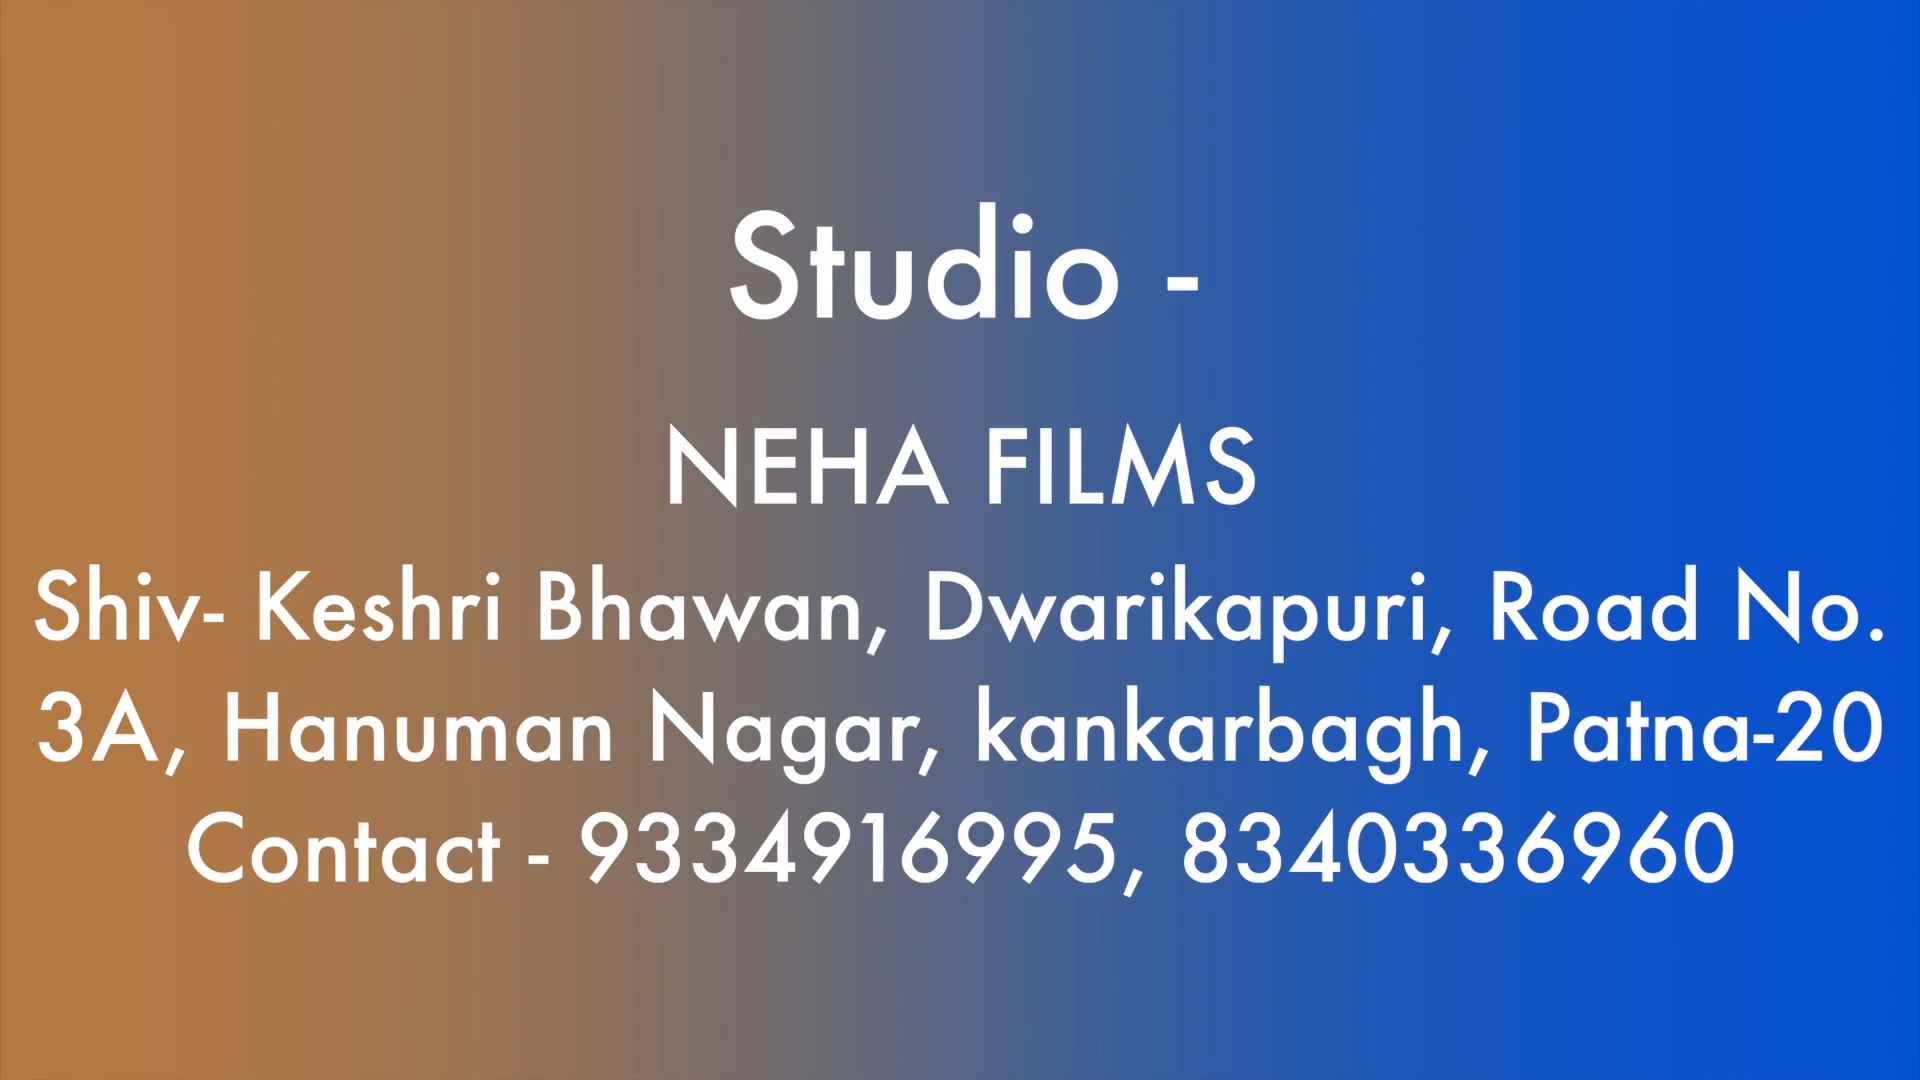 Studio -
NEHA FILMS
Shiv- Keshri Bhawan, Dwarikapuri, Road No.
3A, Hanuman Nagar, kankarbagh, Patna-20
Contact - 9334916995, 8340336960